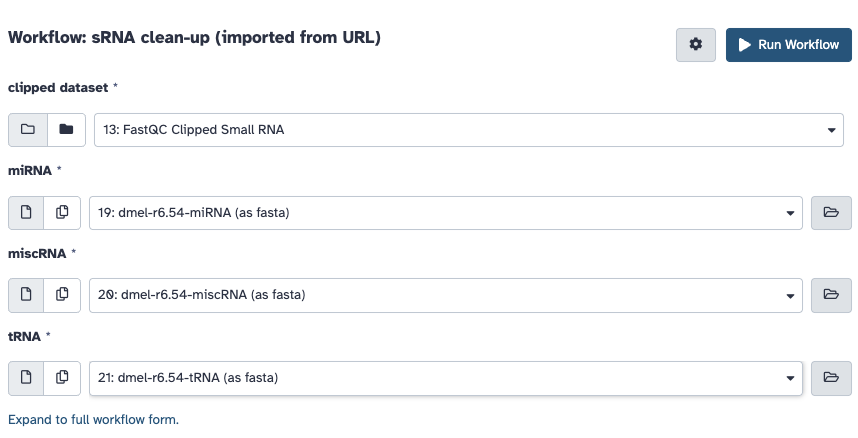 Workflow: sRNA clean-up (imported from URL)
Run Workflow
clipped dataset *
13: FastQC Clipped Small RNA
miRNA *
19: dmel-r6.54-miRNA (as fasta)
miscRNA *
20: dmel-r6.54-miscRNA (as fasta)
tRNA *
21: dmel-r6.54-tRNA (as fasta)
Expand to full workflow form.